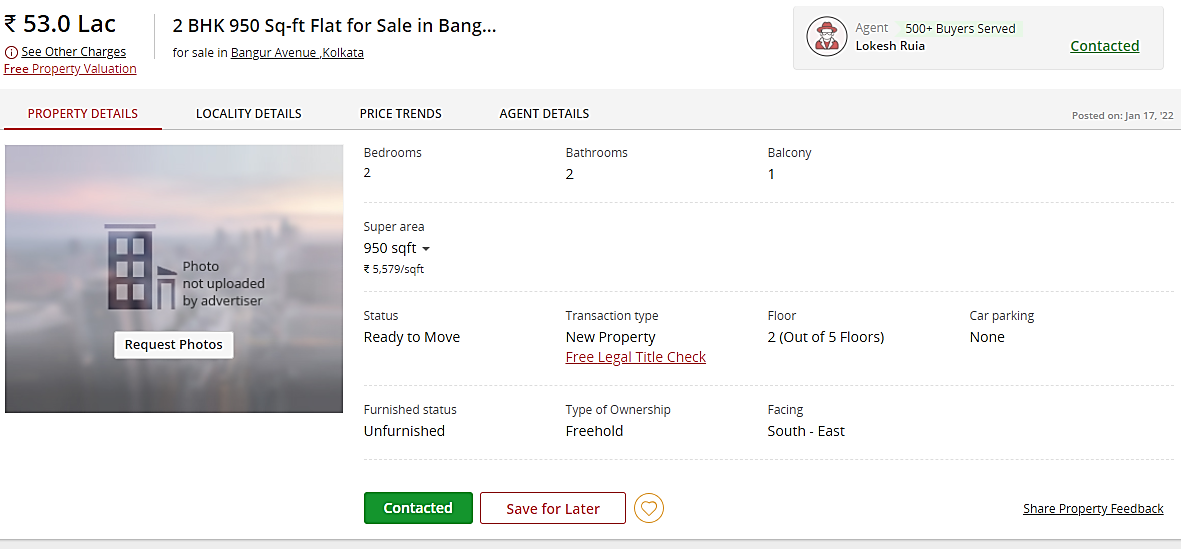 ₹ 53.0 Lac
See Other Charges
Free Property Valuation
2 BHK 950 Sq-ft Flat for Sale in Bang...
for sale in Bangur Avenue ,Kolkata
Agent 500+ Buyers Served
Lokesh Ruia
Contacted
PROPERTY DETAILS LOCALITY DETAILS PRICE TRENDS AGENT DETAILS
Posted on: Jan 17, '22
Photo
not uploaded
by advertiser
Request Photos
Bedrooms Bathrooms Balcony
2 2 1
Super area
950 sqft
₹ 5,579/sqft
Status Transaction type Floor Car parking
Ready to Move New Property 2 (Out of 5 Floors) None
Free Legal Title Check
Furnished status Type of Ownership Facing
Unfurnished Freehold South - East
Contacted Save for Later Share Property Feedback